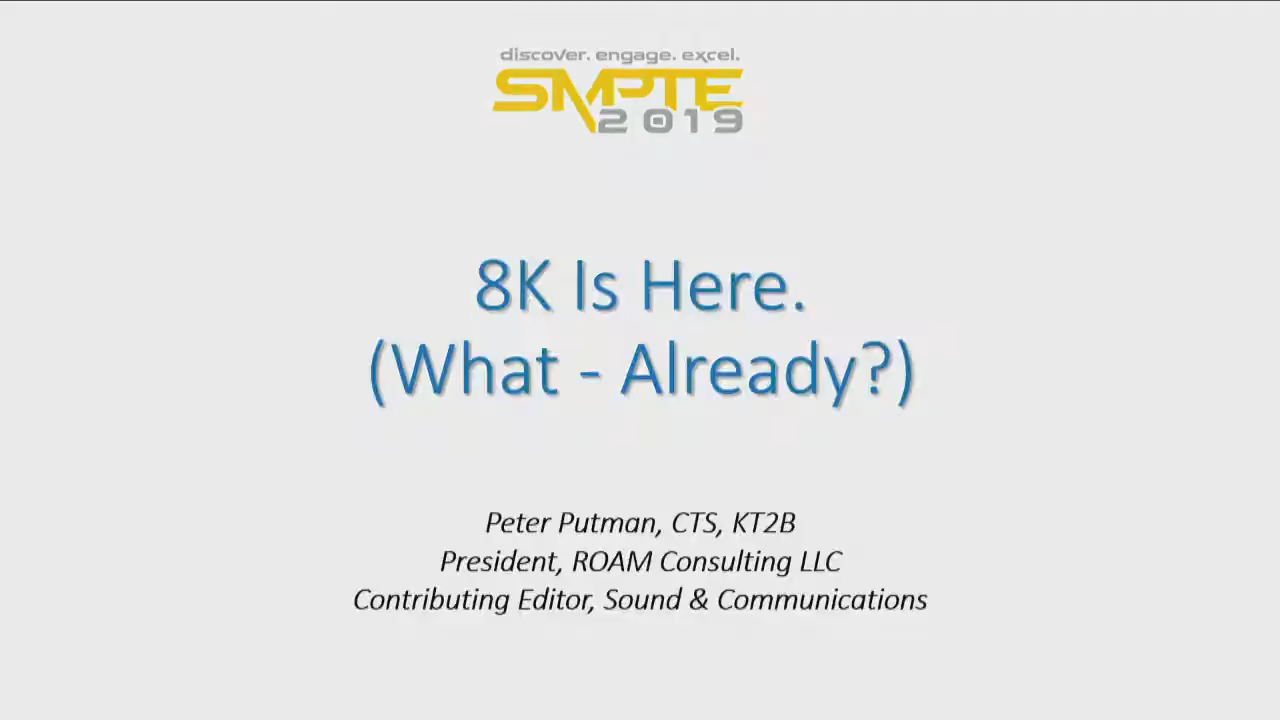 discover. engage. excel.
SMPTE
2019
8K Is Here.
(What - Already?)
Peter Putman, CTS, KT2B
President, ROAM Consulting LLC
Contributing Editor, Sound & Communications